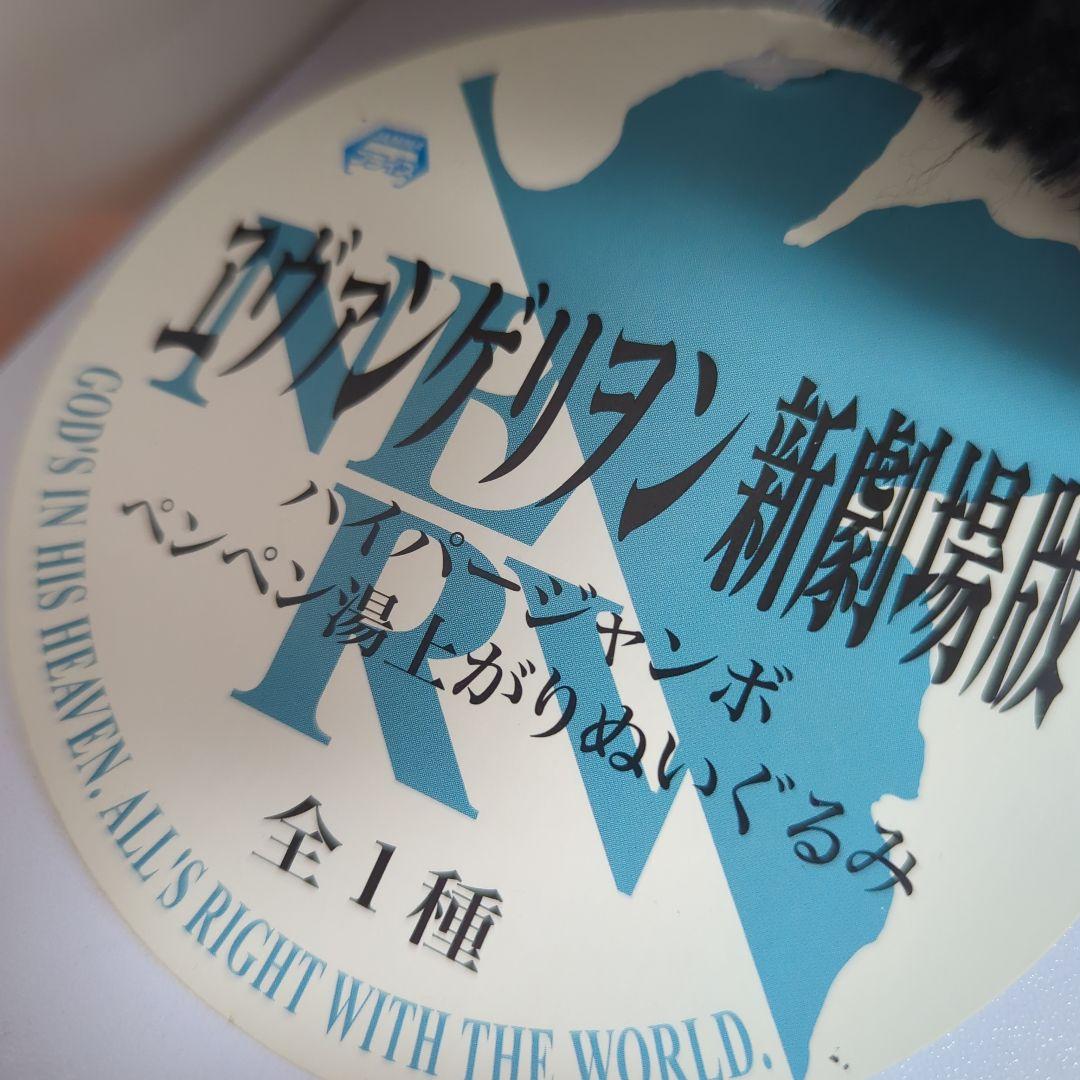 エヴァンゲリヲン新劇場版
ハイパージャンボ
ペンペン湯上がりぬいぐるみ
全1種
NERV
GOD'S IN HIS HEAVEN. ALL'S RIGHT WITH THE WORLD.